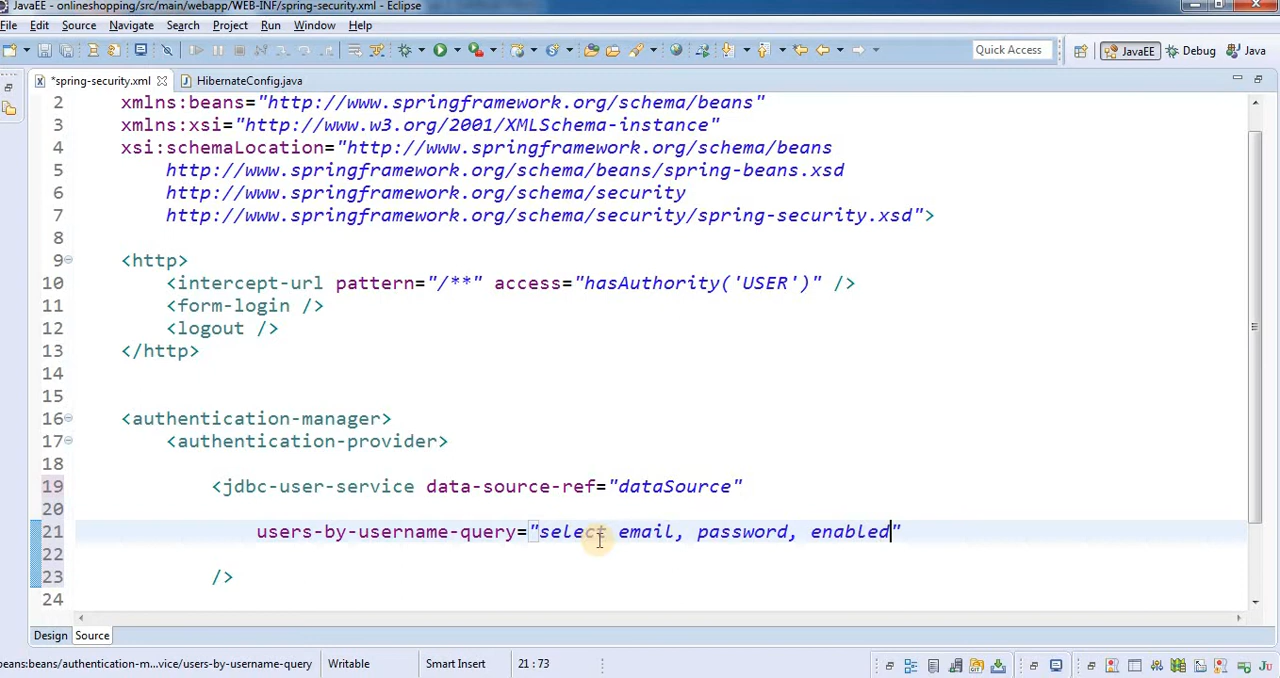 JavaEE - onlineshopping/src/main/webapp/WEB-INF/spring-security.xml - Eclipse
File Edit Source Navigate Search Project Run Window Help
Quick Access JavaEE Debug Java
*spring-security.xml HibernateConfig.java
2 xmlns:beans="http://www.springframework.org/schema/beans"
3 xmlns:xsi="http://www.w3.org/2001/XMLSchema-instance"
4 xsi:schemaLocation="http://www.springframework.org/schema/beans
5 http://www.springframework.org/schema/beans/spring-beans.xsd
6 http://www.springframework.org/schema/security
7 http://www.springframework.org/schema/security/spring-security.xsd">
8
9 <http>
10 <intercept-url pattern="/**" access="hasAuthority('USER')" />
11 <form-login />
12 <logout />
13 </http>
14
15
16 <authentication-manager>
17 <authentication-provider>
18
19 <jdbc-user-service data-source-ref="dataSource"
20
21 users-by-username-query="select email, password, enabled"
22
23 />
24
Design Source
beans:beans/authentication-m...vice/users-by-username-query Writable Smart Insert 21 : 73